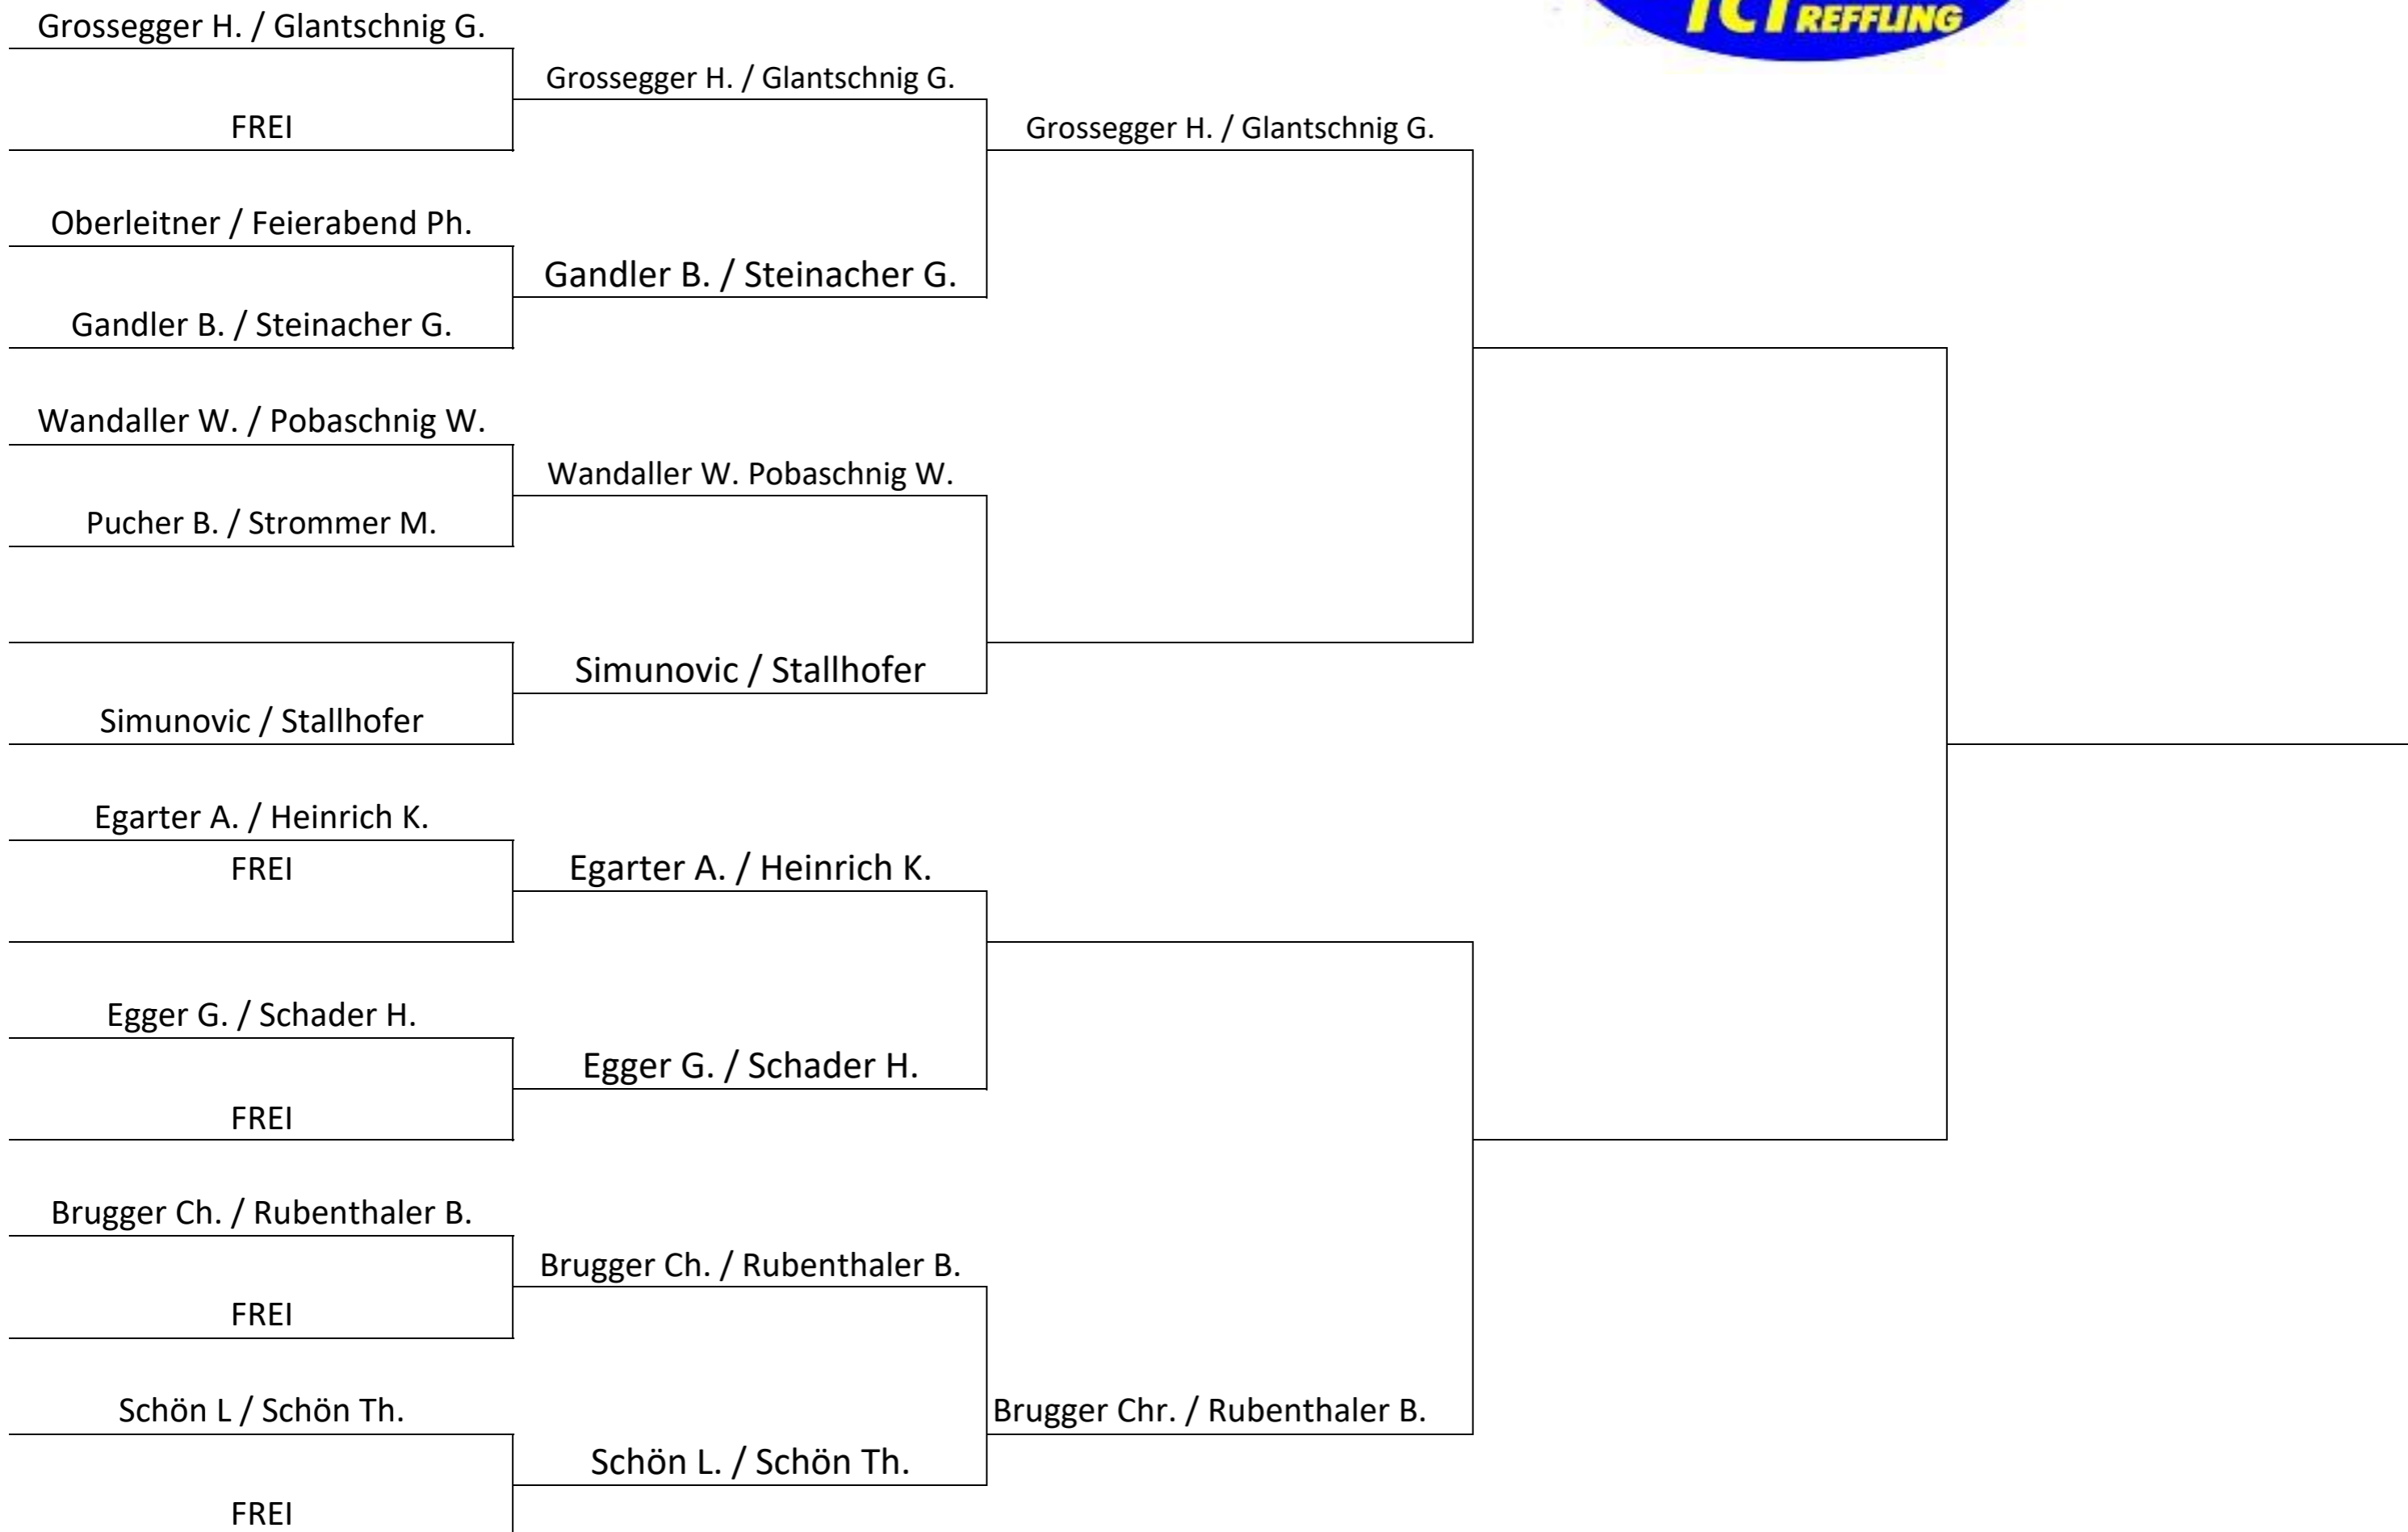 TCT REFFLING
Grossegger H. / Glantschnig G.
FREI
Oberleitner / Feierabend Ph.
Gandler B. / Steinacher G.
Wandaller W. / Pobaschnig W.
Pucher B. / Strommer M.
Simunovic / Stallhofer
Egarter A. / Heinrich K.
FREI
Egger G. / Schader H.
FREI
Brugger Ch. / Rubenthaler B.
FREI
Schön L / Schön Th.
FREI
Grossegger H. / Glantschnig G.
Gandler B. / Steinacher G.
Wandaller W. Pobaschnig W.
Simunovic / Stallhofer
Egarter A. / Heinrich K.
Egger G. / Schader H.
Brugger Ch. / Rubenthaler B.
Schön L. / Schön Th.
Grossegger H. / Glantschnig G.
Brugger Chr. / Rubenthaler B.